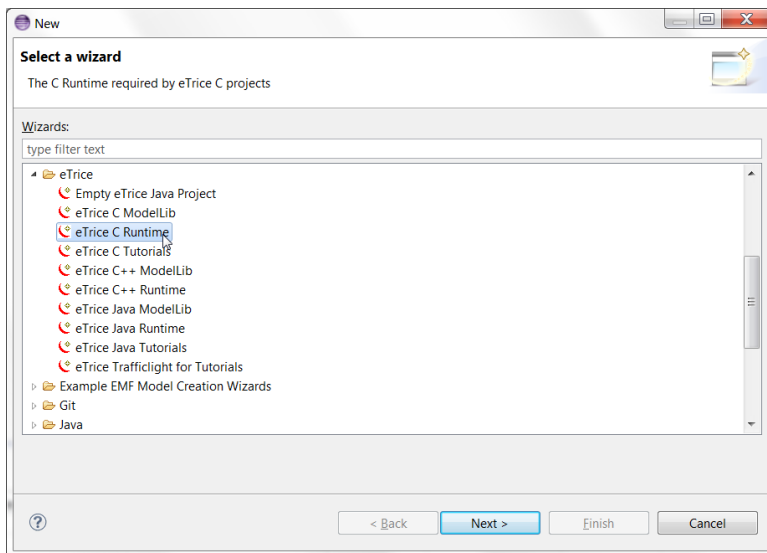 New
Select a wizard
The C Runtime required by eTrice C projects
Wizards:
type filter text
eTrice
Empty eTrice Java Project
eTrice C ModelLib
eTrice C Runtime
eTrice C Tutorials
eTrice C++ ModelLib
eTrice C++ Runtime
eTrice Java ModelLib
eTrice Java Runtime
eTrice Java Tutorials
eTrice Trafficlight for Tutorials
Example EMF Model Creation Wizards
Git
Java
? < Back Next > Finish Cancel